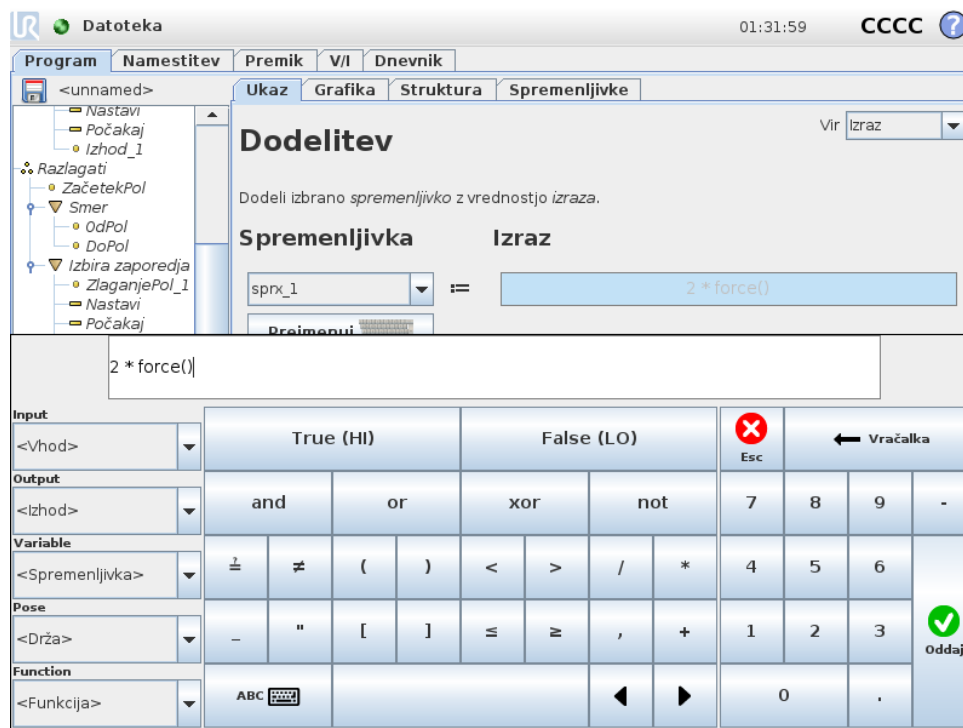 UR Datoteka 01:31:59 CCCC ?
Program Namestitev Premik V/I Dnevnik
<unnamed> Ukaz Grafika Struktura Spremenljivke
Nastavi
Počakaj
Izhod_1
Razlagati
ZačetekPol
Smer
OdPol
DoPol
Izbira zaporedja
ZlaganjePol_1
Nastavi
Počakaj
Dodelitev
Vir Izraz
Dodeli izbrano spremenljivko z vrednostjo izraza.
Spremenljivka Izraz
sprx_1 := 2 * force()
Preimenuj
2 * force()
Input
<Vhod> True (HI) False (LO) Esc Vračalka
Output
<Izhod> and or xor not 7 8 9 -
Variable
<Spremenljivka> ≟ ≠ ( ) < > / * 4 5 6
Pose
<Drža> _ " [ ] ≤ ≥ , + 1 2 3 Oddaj
Function
<Funkcija> ABC 0 .